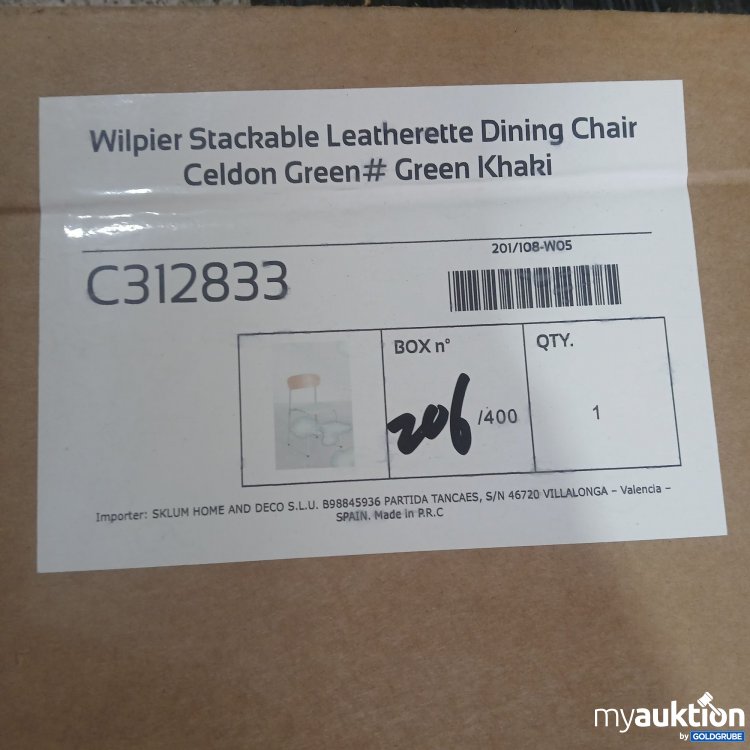 Wilpier Stackable Leatherette Dining Chair
Celdon Green# Green Khaki
201/108-W05
C312833
BOX n°
QTY.
206 /400
1
Importer: SKLUM HOME AND DECO S.L.U. B98845936 PARTIDA TANCAES, S/N 46720 VILLALONGA – Valencia –
SPAIN. Made in P.R.C
myauktion
by GOLDGRUBE